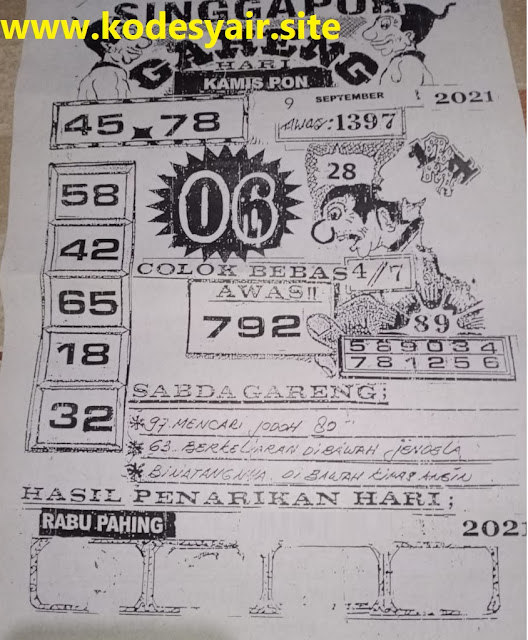 SINGGAPUR
www.kodesyair.site
GARENG
HARI
KAMIS PON
9 SEPTEMBER 2021
45 78
AWAS:1397
58
06
28
42
COLOK BEBAS 4/7
65
AWAS!!
792
89
589034
781256
18
32
SABDA GARENG;
*97. MENCARI JODOH 80
*63. BERKELIARAN DIBAWAH JENDELA
*BINATANGNYA DI BAWAH KIPAS ANGIN
HASIL PENARIKAN HARI;
RABU PAHING
2021